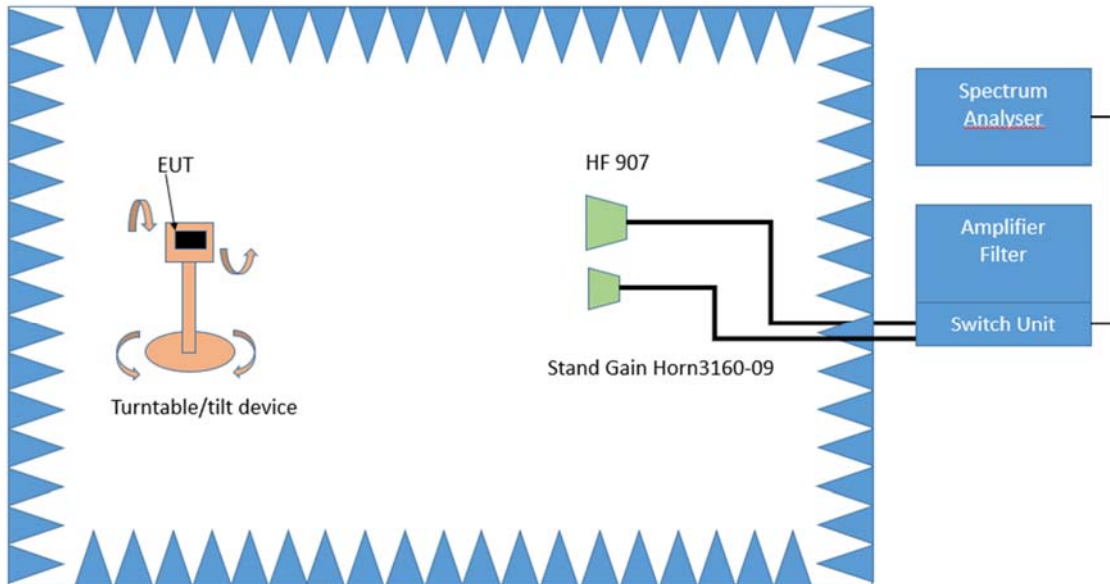 Spectrum
Analyser
EUT
HF 907
Amplifier
Filter
Switch Unit
Stand Gain Horn3160-09
Turntable/tilt device